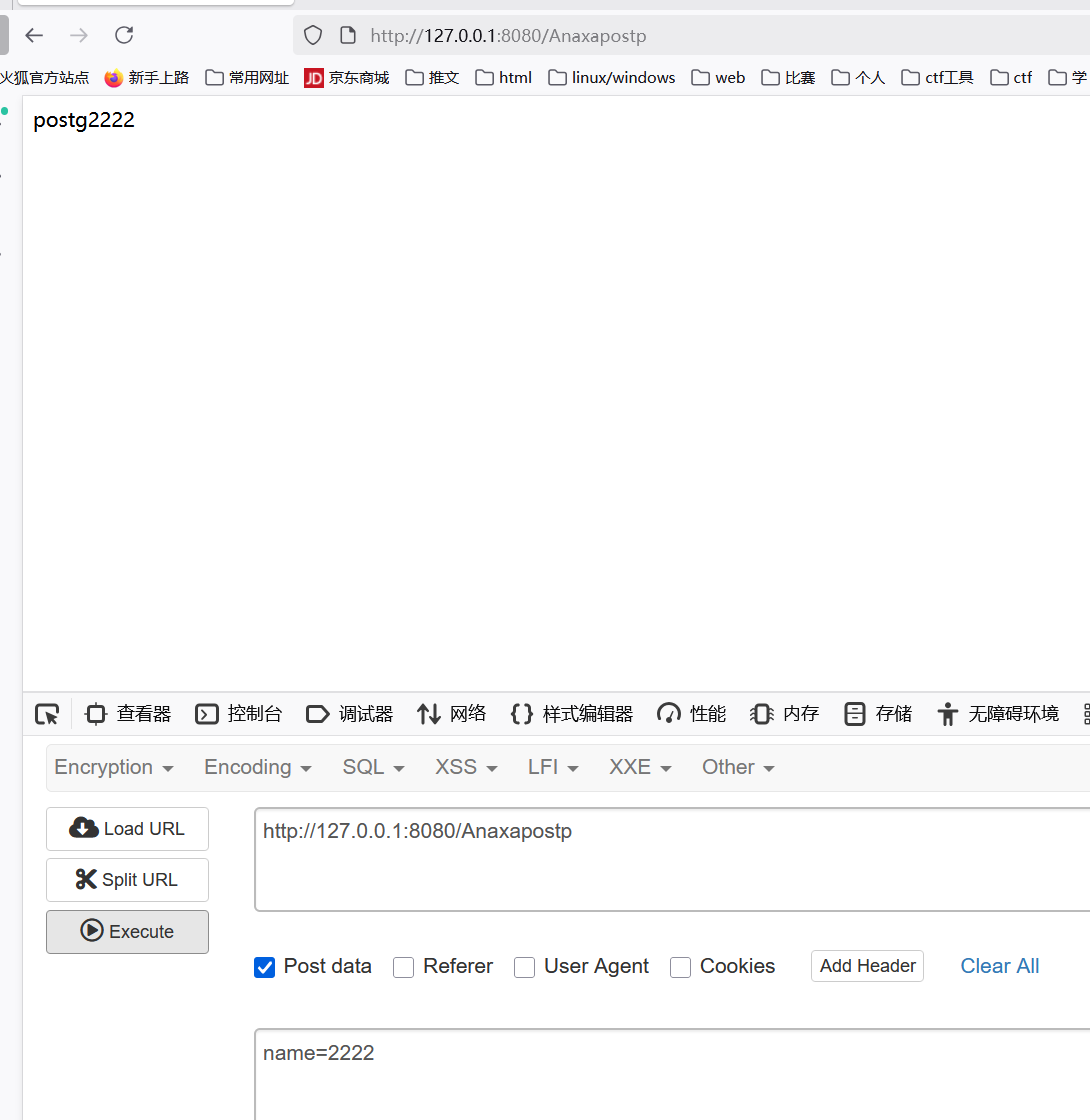 http://127.0.0.1:8080/Anaxapostp
火狐官方站点 新手上路 常用网址 JD 京东商城 推文 html linux/windows web 比赛 个人 ctf工具 ctf 学
postg2222
查看器 控制台 调试器 网络 样式编辑器 性能 内存 存储 无障碍环境
Encryption Encoding SQL XSS LFI XXE Other
Load URL
http://127.0.0.1:8080/Anaxapostp
Split URL
Execute
Post data Referer User Agent Cookies Add Header Clear All
name=2222